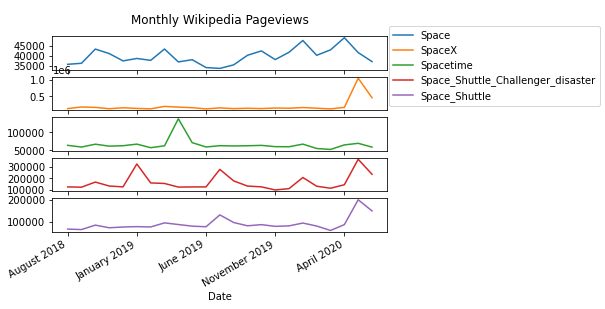 Monthly Wikipedia Pageviews
Space
SpaceX
Spacetime
Space_Shuttle_Challenger_disaster
Space_Shuttle
45000
40000
35000
1e6
1.0
0.5
100000
50000
300000
200000
100000
200000
100000
August 2018
January 2019
June 2019
November 2019
April 2020
Date